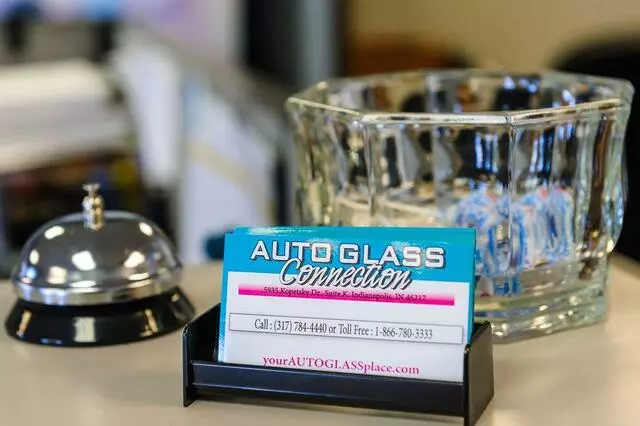 AUTO GLASS
Connection
5935 Kopetsky Dr., Suite K, Indianapolis, IN 46217
Call : (317) 784-4440 or Toll Free : 1-866-780-3333
yourAUTOGLASSplace.com